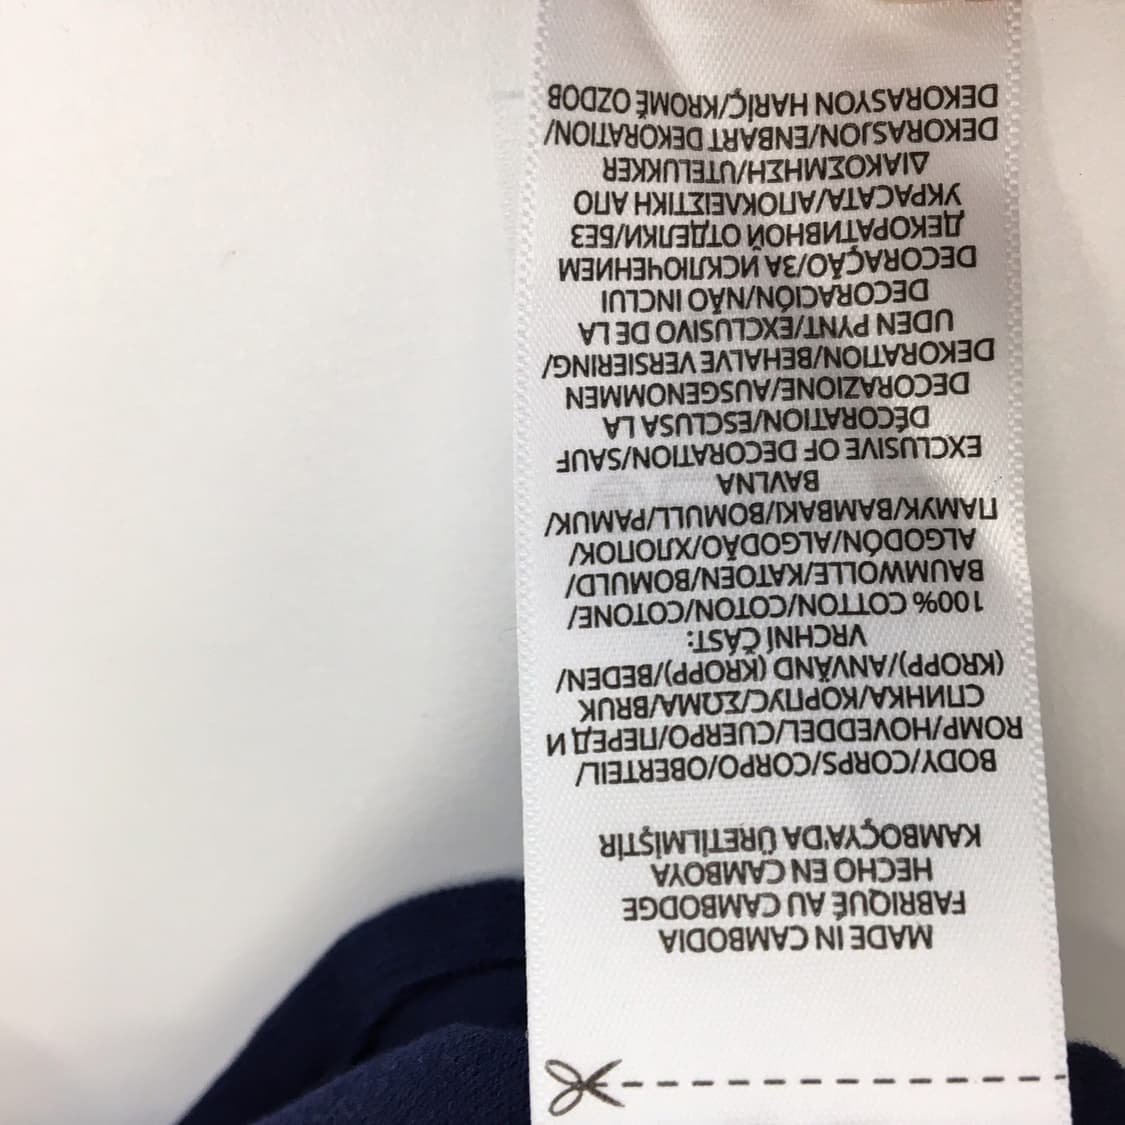 MADE IN CAMBODIA
FABRIQUÉ AU CAMBODGE
HECHO EN CAMBOYA
KAMBOÇYA'DA ÜRETİLMİŞTİR
BODY/CORPS/CORPO/OBERTEIL/
ROMP/HOVEDDEL/CUERPO/ПЕРЕД И
СПИНКА/КОРПУС/ΣΩΜΑ/BRUK
(KROPP)/ANVÄND (KROPP)/BEDEN/
VRCHNÍ ČÁST:
100% COTTON/COTON/COTONE/
BAUMWOLLE/KATOEN/BOMULD/
ALGODÓN/ALGODÃO/ХЛОПОК/
ПАМУК/ΒΑΜΒΑΚΙ/BOMULL/PAMUK/
BAVLNA
EXCLUSIVE OF DECORATION/SAUF
DÉCORATION/ESCLUSA LA
DECORAZIONE/AUSGENOMMEN
DEKORATION/BEHALVE VERSIERING/
UDEN PYNT/EXCLUSIVO DE LA
DECORACIÓN/NÃO INCLUI
DECORAÇÃO/ЗА ИСКЛЮЧЕНИЕМ
ДЕКОРАТИВНОЙ ОТДЕЛКИ/БЕЗ
УКРАСАТА/ΑΠΟΚΛΕΙΣΤΙΚΗ ΑΠΟ
ΔΙΑΚΟΣΜΗΣΗ/UTELUKKER
DEKORASJON/ENBART DEKORATION/
DEKORASYON HARİÇ/KROMĚ OZDOB